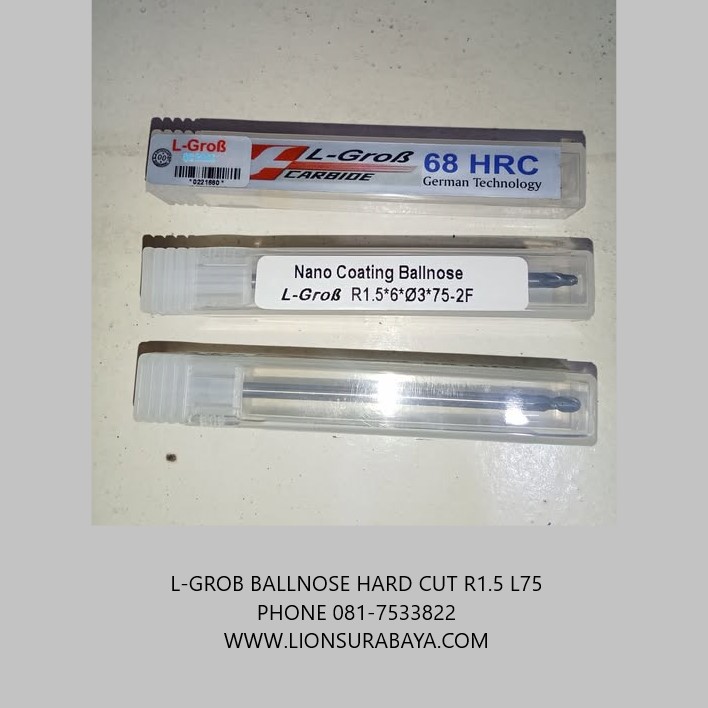 L-Groß
100%
*0221660*
L-Groß
CARBIDE
68 HRC
German Technology
Nano Coating Ballnose
L-Groß R1.5*6*Ø3*75-2F
L-GROB BALLNOSE HARD CUT R1.5 L75
PHONE 081-7533822
WWW.LIONSURABAYA.COM